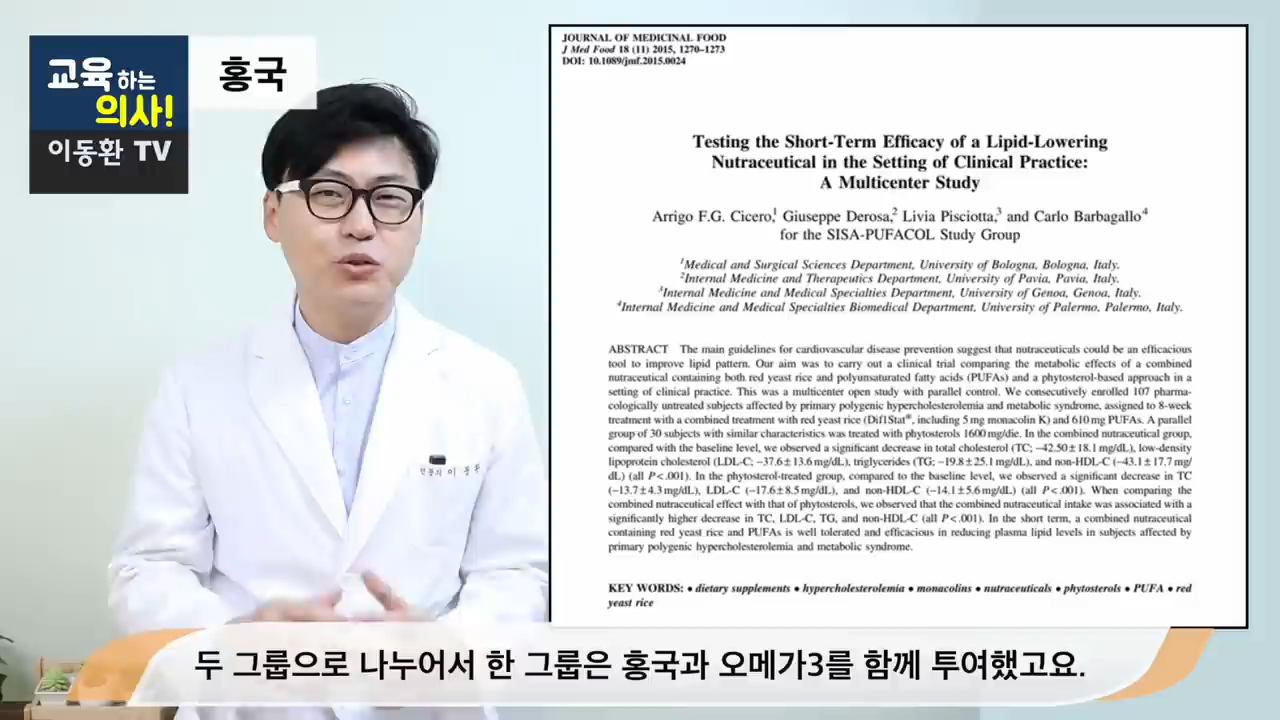 교육하는
의사!
이동환 TV
홍국
JOURNAL OF MEDICINAL FOOD
J Med Food 18 (11) 2015, 1270–1273
DOI: 10.1089/jmf.2015.0024
Testing the Short-Term Efficacy of a Lipid-Lowering
Nutraceutical in the Setting of Clinical Practice:
A Multicenter Study
Arrigo F.G. Cicero,1 Giuseppe Derosa,2 Livia Pisciotta,3 and Carlo Barbagallo4
for the SISA-PUFACOL Study Group
1Medical and Surgical Sciences Department, University of Bologna, Bologna, Italy.
2Internal Medicine and Therapeutics Department, University of Pavia, Pavia, Italy.
3Internal Medicine and Medical Specialties Department, University of Genoa, Genoa, Italy.
4Internal Medicine and Medical Specialties Biomedical Department, University of Palermo, Palermo, Italy.
ABSTRACT The main guidelines for cardiovascular disease prevention suggest that nutraceuticals could be an efficacious
tool to improve lipid pattern. Our aim was to carry out a clinical trial comparing the metabolic effects of a combined
nutraceutical containing both red yeast rice and polyunsaturated fatty acids (PUFAs) and a phytosterol-based approach in a
setting of clinical practice. This was a multicenter open study with parallel control. We consecutively enrolled 107 pharma-
cologically untreated subjects affected by primary polygenic hypercholesterolemia and metabolic syndrome, assigned to 8-week
treatment with a combined treatment with red yeast rice (Dif1Stat®, including 5 mg monacolin K) and 610 mg PUFAs. A parallel
group of 30 subjects with similar characteristics was treated with phytosterols 1600 mg/die. In the combined nutraceutical group,
compared with the baseline level, we observed a significant decrease in total cholesterol (TC; −42.50 ± 18.1 mg/dL), low-density
lipoprotein cholesterol (LDL-C; −37.6 ± 13.6 mg/dL), triglycerides (TG; −19.8 ± 25.1 mg/dL), and non-HDL-C (−43.1 ± 17.7 mg/
dL) (all P < .001). In the phytosterol-treated group, compared to the baseline level, we observed a significant decrease in TC
(−13.7 ± 4.3 mg/dL), LDL-C (−17.6 ± 8.5 mg/dL), and non-HDL-C (−14.1 ± 5.6 mg/dL) (all P < .001). When comparing the
combined nutraceutical effect with that of phytosterols, we observed that the combined nutraceutical intake was associated with a
significantly higher decrease in TC, LDL-C, TG, and non-HDL-C (all P < .001). In the short term, a combined nutraceutical
containing red yeast rice and PUFAs is well tolerated and efficacious in reducing plasma lipid levels in subjects affected by
primary polygenic hypercholesterolemia and metabolic syndrome.
KEY WORDS: • dietary supplements • hypercholesterolemia • monacolins • nutraceuticals • phytosterols • PUFA • red
yeast rice
두 그룹으로 나누어서 한 그룹은 홍국과 오메가3를 함께 투여했고요.